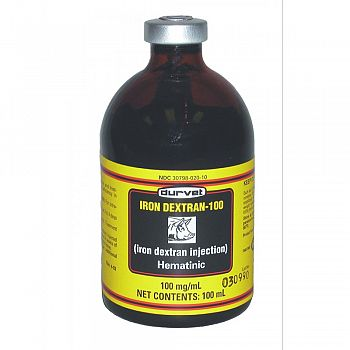 NDC 30798-020-10
durvet
IRON DEXTRAN-100
(iron dextran injection)
Hematinic
100 mg/mL
NET CONTENTS: 100 mL
030990